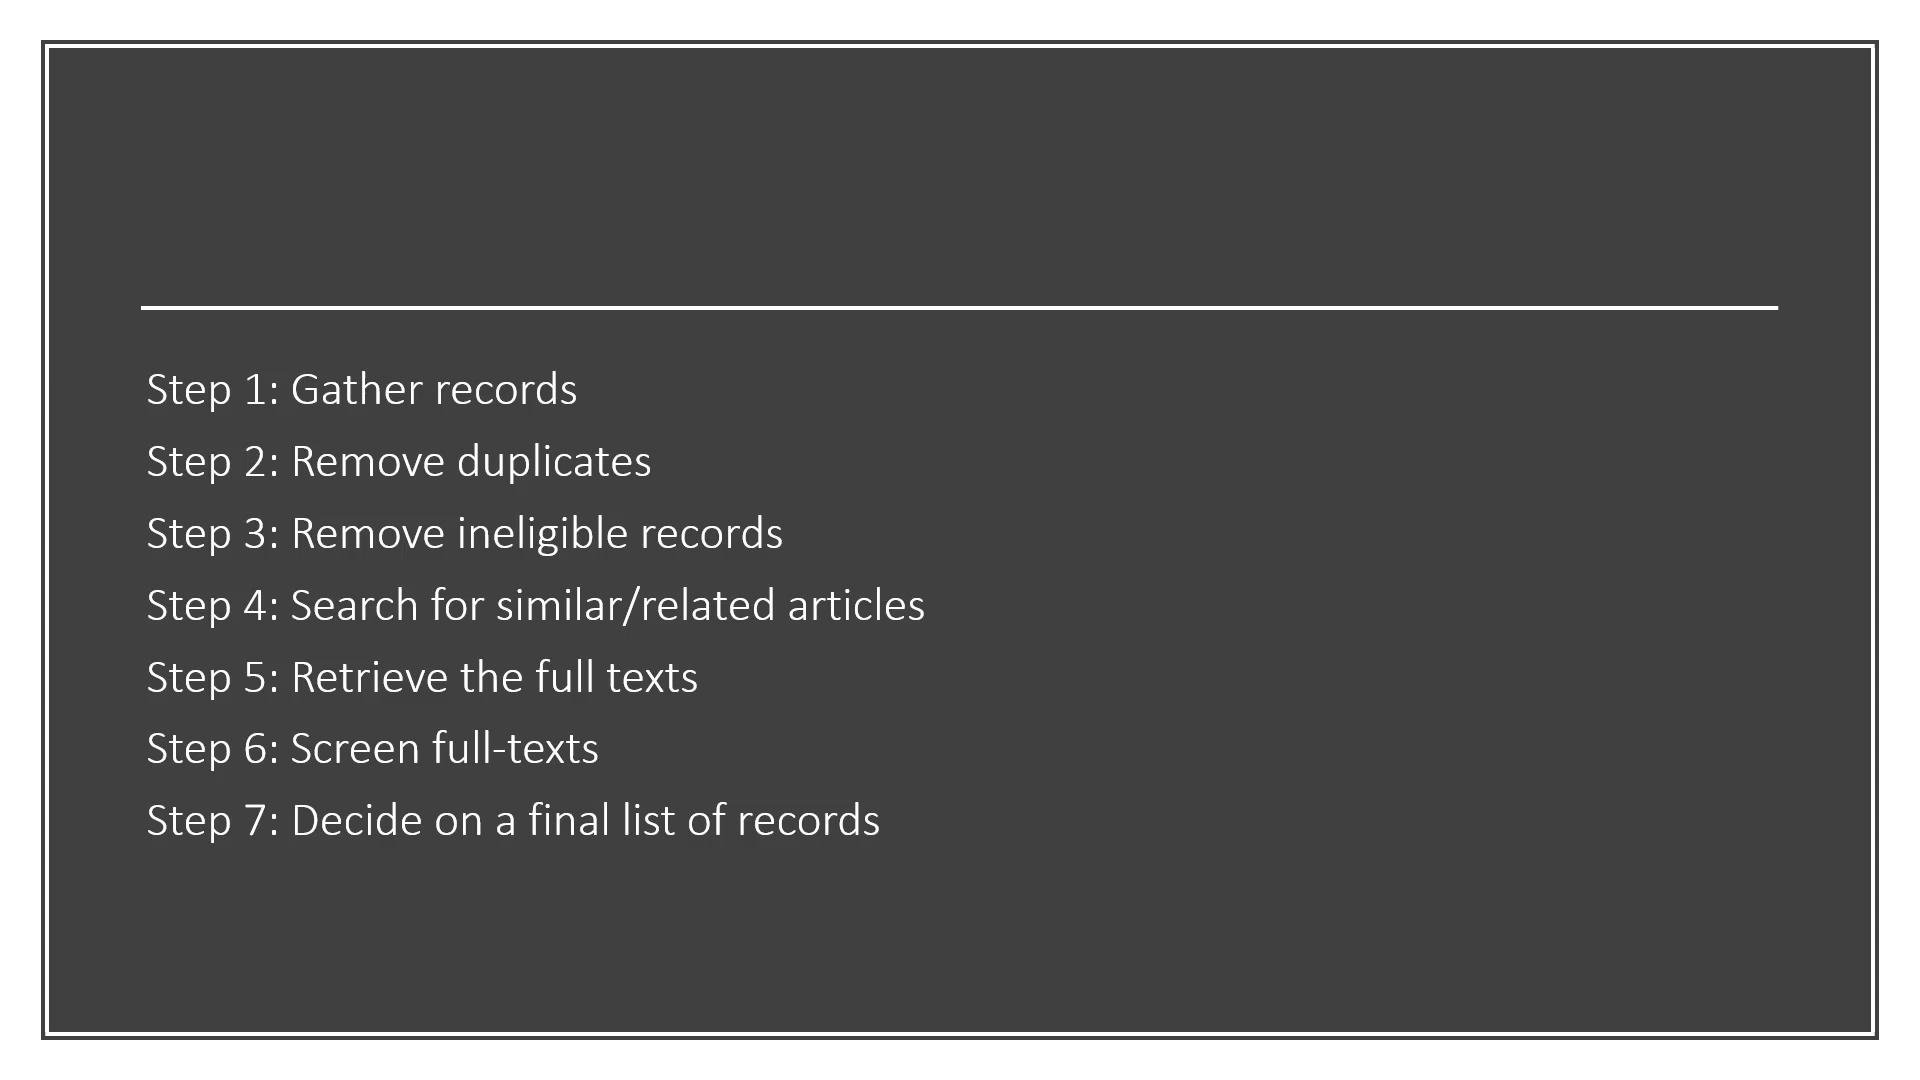 Step 1: Gather records
Step 2: Remove duplicates
Step 3: Remove ineligible records
Step 4: Search for similar/related articles
Step 5: Retrieve the full texts
Step 6: Screen full-texts
Step 7: Decide on a final list of records